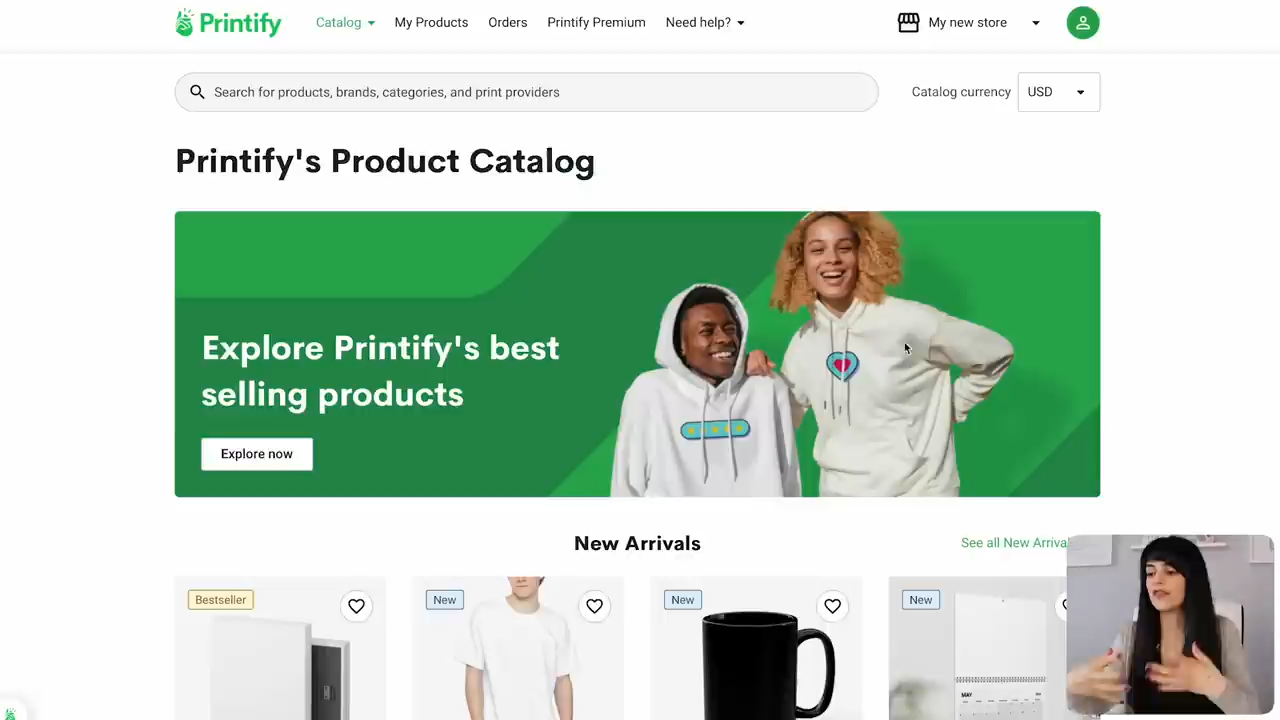 Printify
Catalog
My Products
Orders
Printify Premium
Need help?
My new store
Search for products, brands, categories, and print providers
Catalog currency
USD
Printify's Product Catalog
Explore Printify's best
selling products
Explore now
New Arrivals
See all New Arrival
Bestseller
New
New
New
MAY